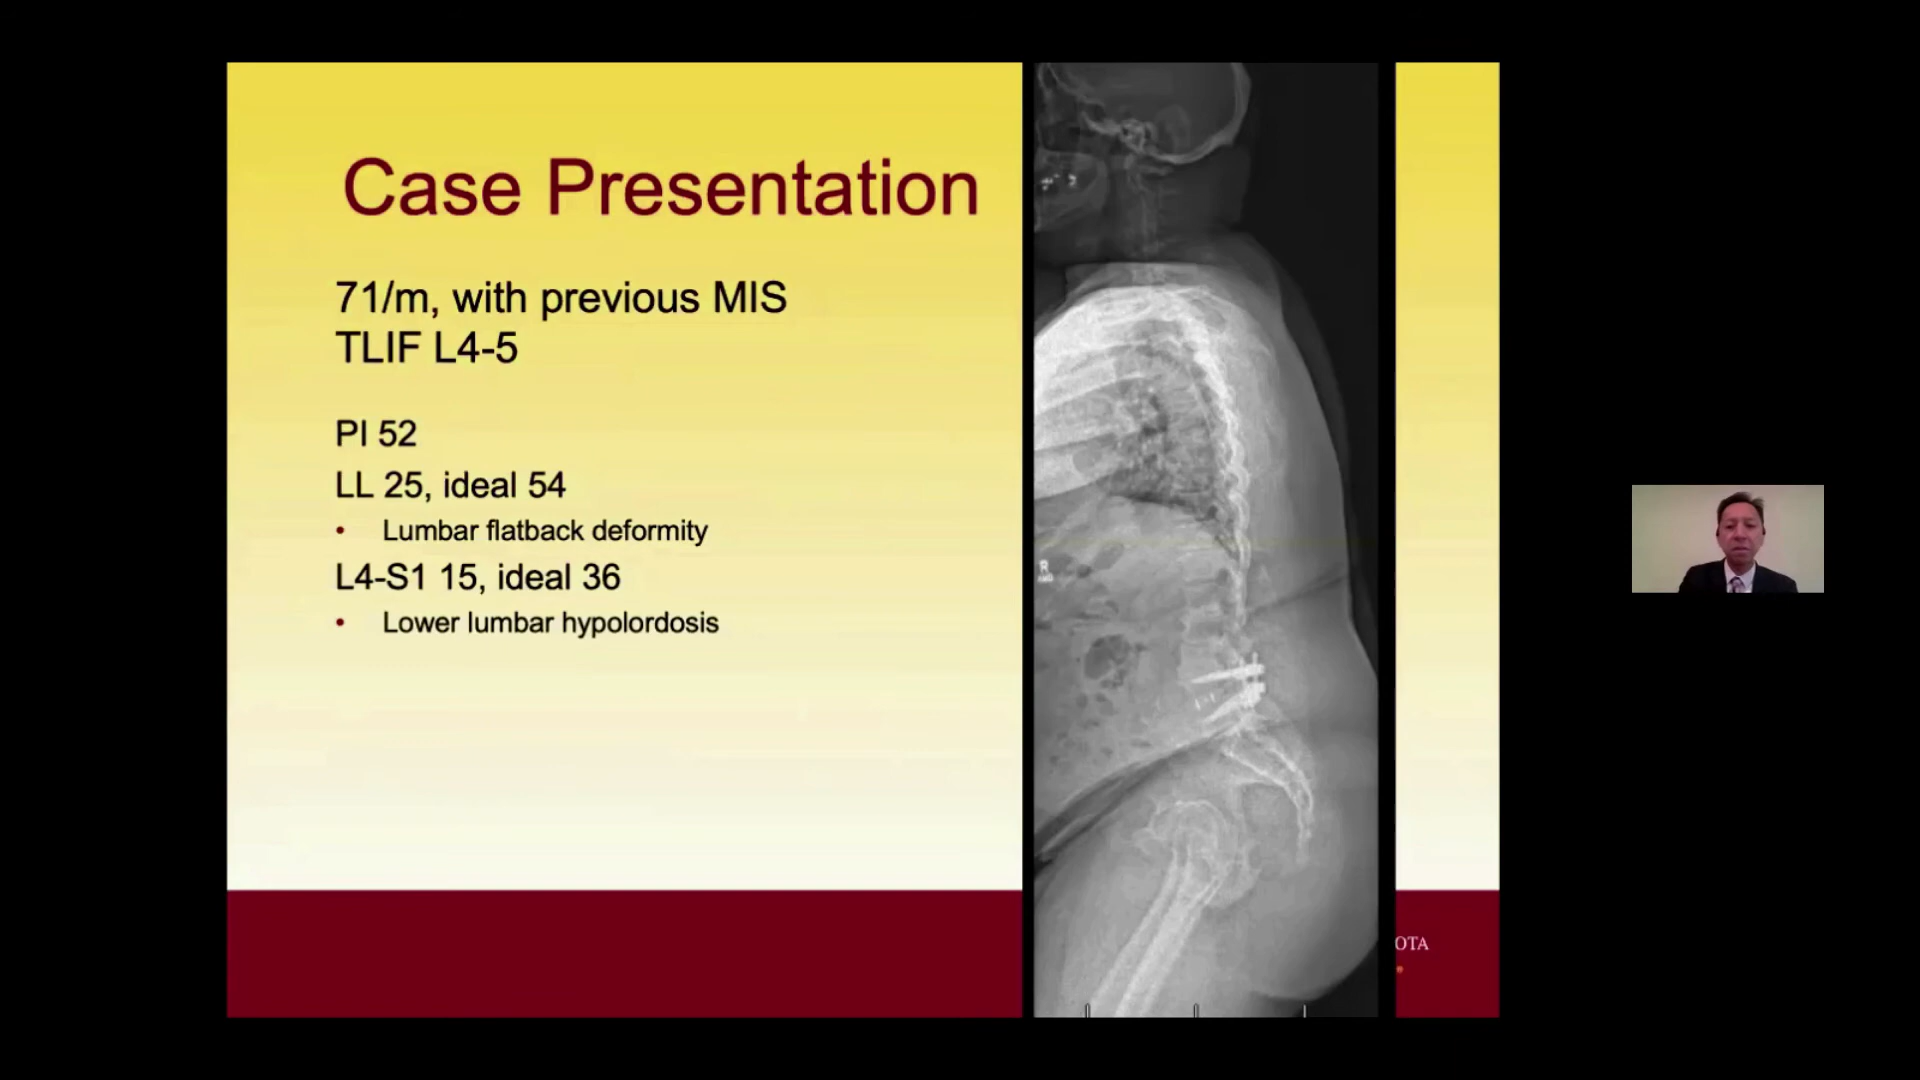 Case Presentation
71/m, with previous MIS
TLIF L4-5
PI 52
LL 25, ideal 54
• Lumbar flatback deformity
L4-S1 15, ideal 36
• Lower lumbar hypolordosis
R
OTA